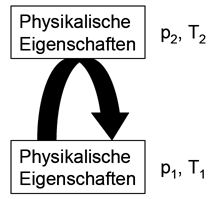 Physikalische
Eigenschaften
p₂, T₂
Physikalische
Eigenschaften
p₁, T₁